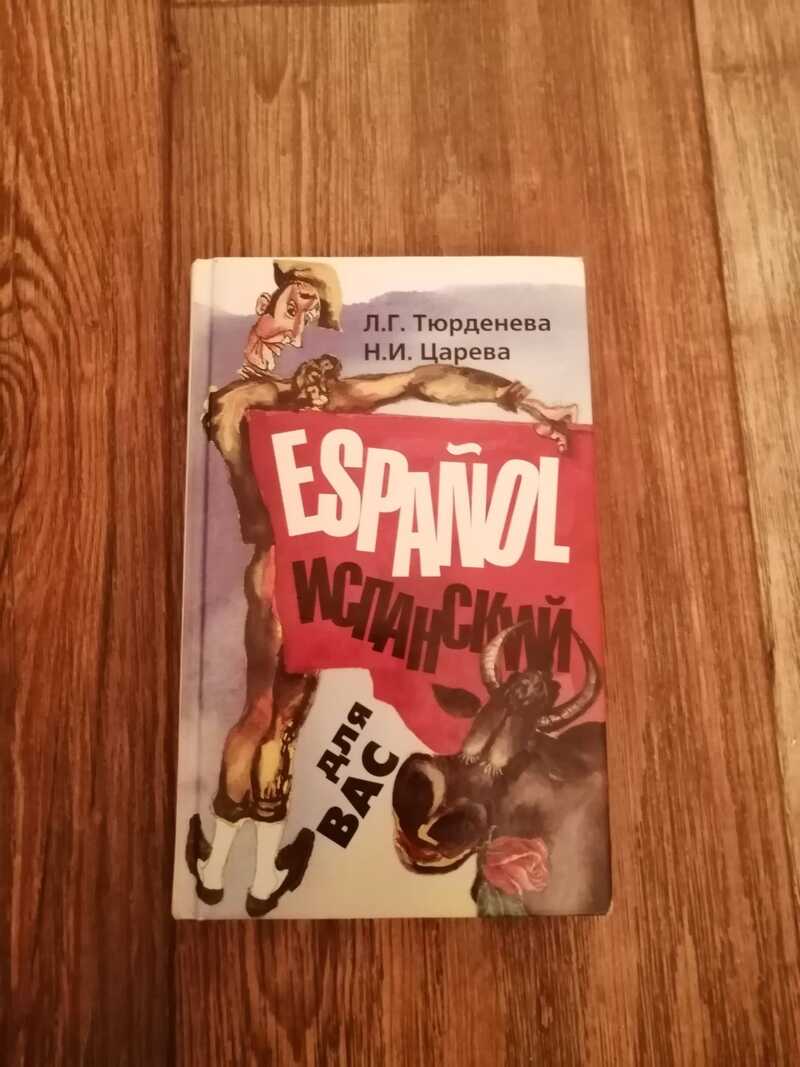 Л.Г. Тюрденева
Н.И. Царева
ESPAÑOL
ИСПАНСКИЙ
для
ВАС